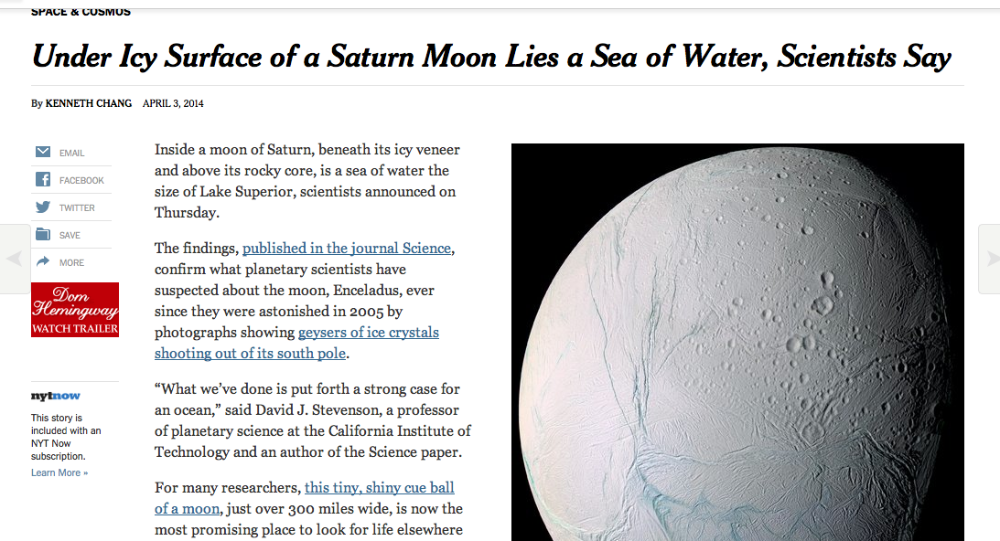 SPACE & COSMOS
Under Icy Surface of a Saturn Moon Lies a Sea of Water, Scientists Say
By KENNETH CHANG APRIL 3, 2014
EMAIL
FACEBOOK
TWITTER
SAVE
MORE
Dom
Hemingway
WATCH TRAILER
nytnow
This story is
included with an
NYT Now
subscription.
Learn More »
Inside a moon of Saturn, beneath its icy veneer
and above its rocky core, is a sea of water the
size of Lake Superior, scientists announced on
Thursday.
The findings, published in the journal Science,
confirm what planetary scientists have
suspected about the moon, Enceladus, ever
since they were astonished in 2005 by
photographs showing geysers of ice crystals
shooting out of its south pole.
“What we’ve done is put forth a strong case for
an ocean,” said David J. Stevenson, a professor
of planetary science at the California Institute of
Technology and an author of the Science paper.
For many researchers, this tiny, shiny cue ball
of a moon, just over 300 miles wide, is now the
most promising place to look for life elsewhere